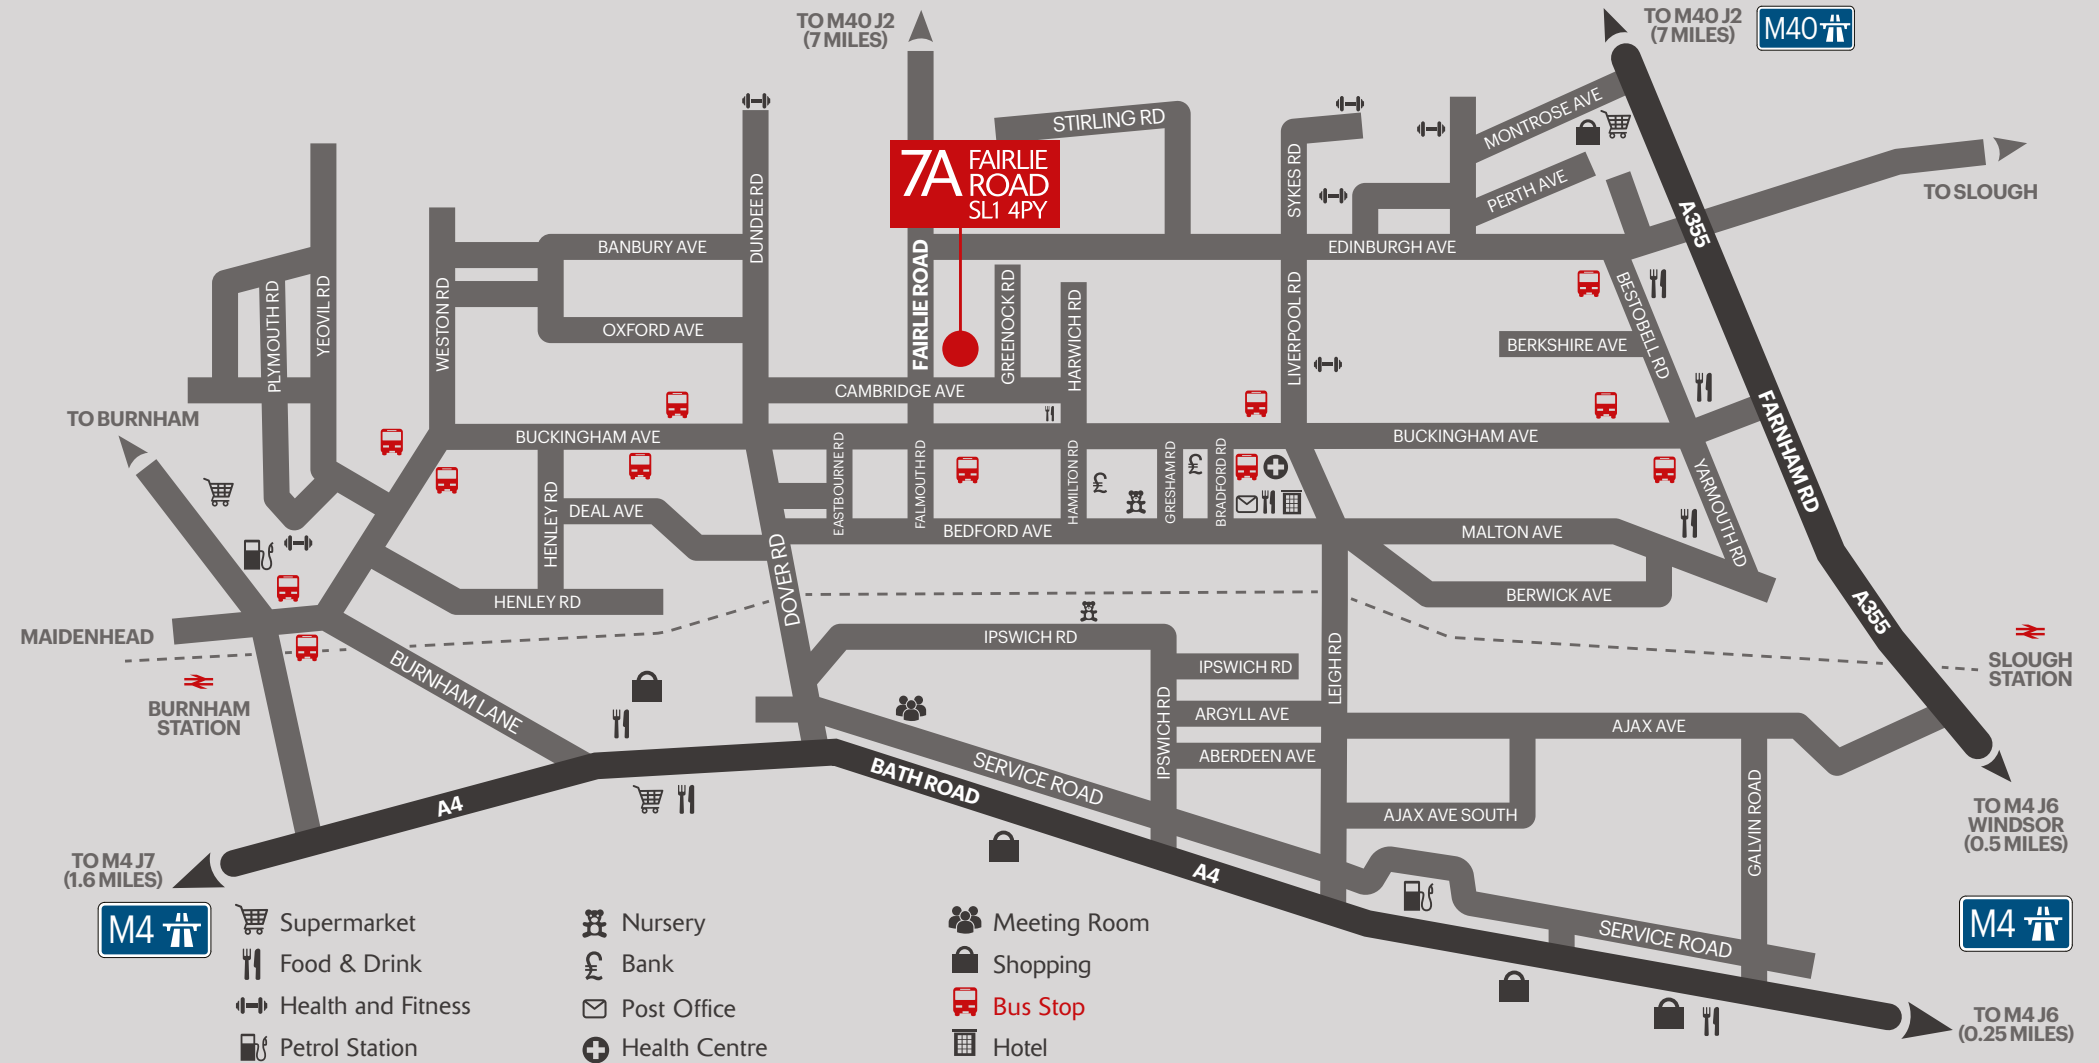 TO M40 J2
(7 MILES)
TO M40 J2
(7 MILES)
M40
MONTROSE AVE
STIRLING RD
7A FAIRLIE
ROAD
SL1 4PY
SYKES RD
PERTH AVE
TO SLOUGH
A355
DUNDEE RD
BANBURY AVE
FAIRLIE ROAD
EDINBURGH AVE
PLYMOUTH RD
YEOVIL RD
WESTON RD
OXFORD AVE
GREENOCK RD
HARWICH RD
LIVERPOOL RD
BESTOBELL RD
BERKSHIRE AVE
CAMBRIDGE AVE
TO BURNHAM
BUCKINGHAM AVE
BUCKINGHAM AVE
FARNHAM RD
EASTBOURNE RD
FALMOUTH RD
HAMILTON RD
GRESHAM RD
BRADFORD RD
YARMOUTH RD
HENLEY RD
DEAL AVE
BEDFORD AVE
MALTON AVE
DOVER RD
HENLEY RD
BERWICK AVE
A355
MAIDENHEAD
BURNHAM LANE
IPSWICH RD
IPSWICH RD
LEIGH RD
SLOUGH
STATION
BURNHAM
STATION
IPSWICH RD
ARGYLL AVE
AJAX AVE
ABERDEEN AVE
SERVICE ROAD
BATH ROAD
A4
AJAX AVE SOUTH
GALVIN ROAD
TO M4 J6
WINDSOR
(0.5 MILES)
TO M4 J7
(1.6 MILES)
A4
M4
M4
SERVICE ROAD
TO M4 J6
(0.25 MILES)
Supermarket
Food & Drink
Health and Fitness
Petrol Station
Nursery
£ Bank
Post Office
Health Centre
Meeting Room
Shopping
Bus Stop
Hotel